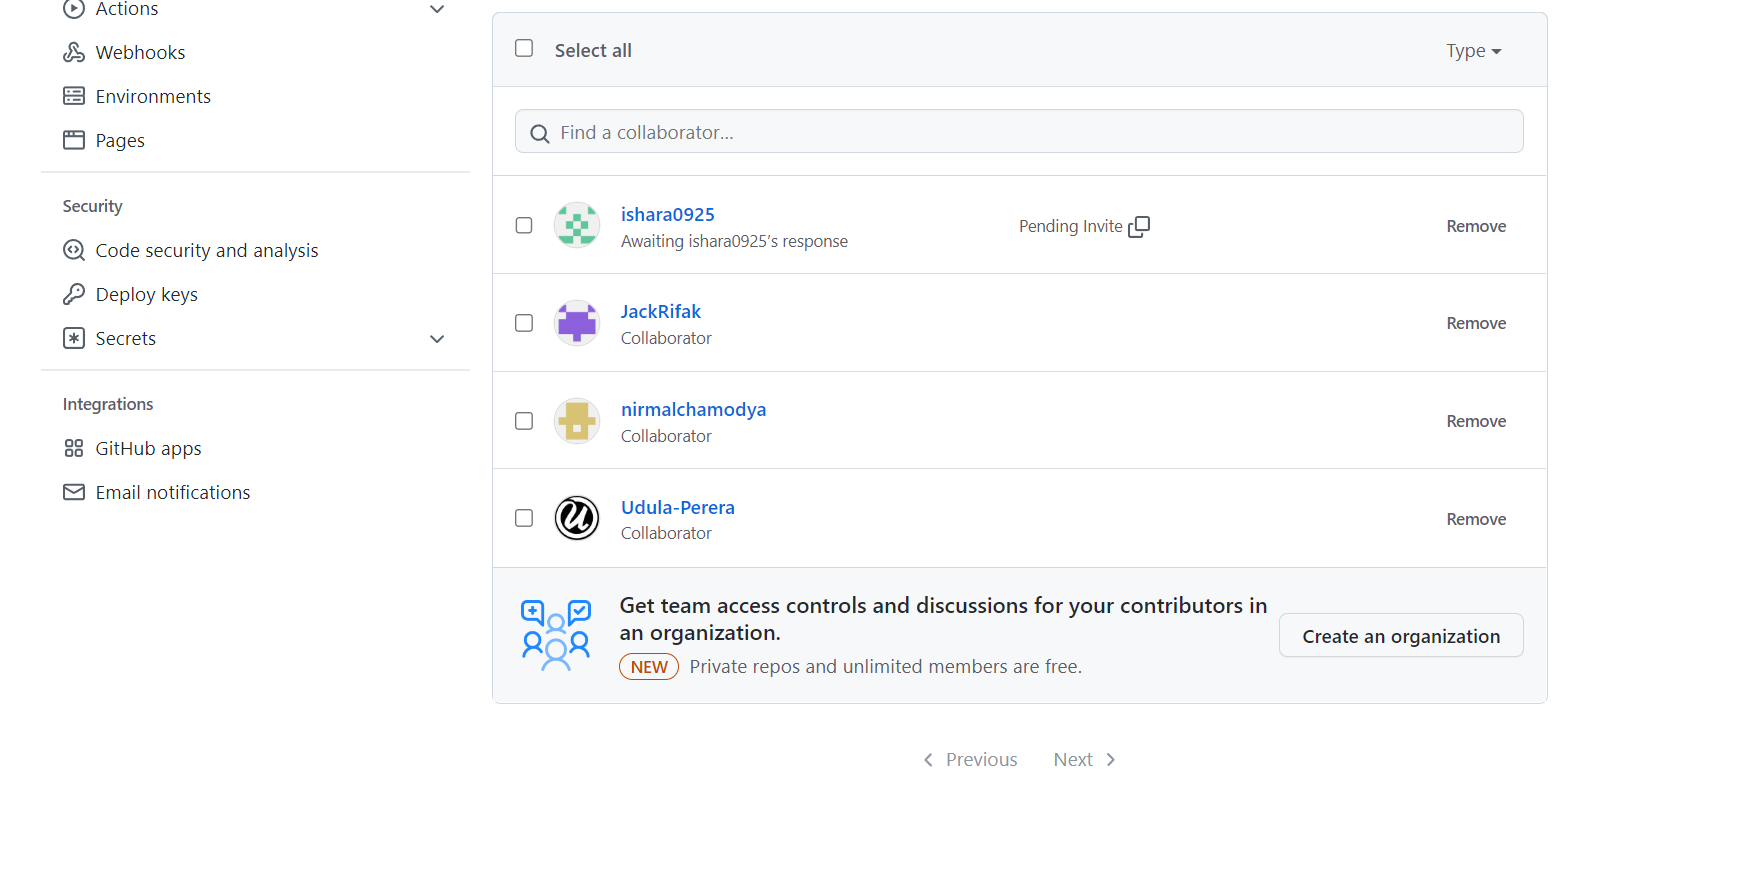 Actions
Webhooks
Environments
Pages
Security
Code security and analysis
Deploy keys
Secrets
Integrations
GitHub apps
Email notifications
Select all
Type
Find a collaborator...
ishara0925
Awaiting ishara0925’s response
Pending Invite
Remove
JackRifak
Collaborator
Remove
nirmalchamodya
Collaborator
Remove
Udula-Perera
Collaborator
Remove
Get team access controls and discussions for your contributors in
an organization.
NEW Private repos and unlimited members are free.
Create an organization
Previous Next